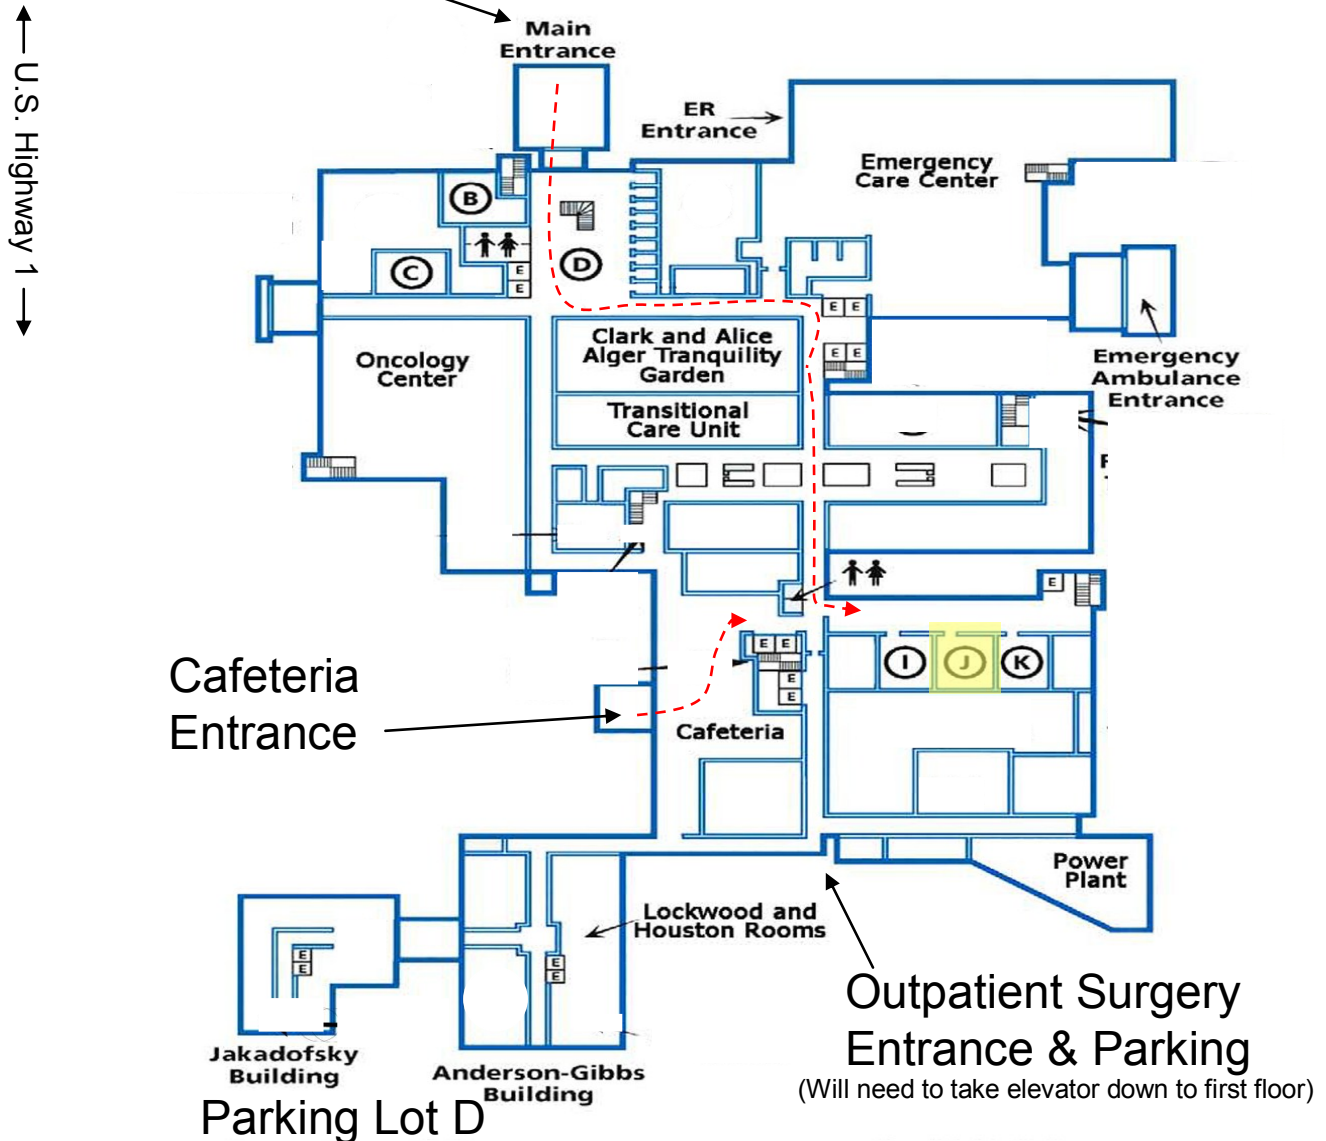 U.S. Highway 1
Main
Entrance
ER
Entrance
Emergency
Care Center
B
C
D
E
E
E E
E E
Clark and Alice
Alger Tranquility
Garden
Oncology
Center
Transitional
Care Unit
Emergency
Ambulance
Entrance
E
E E
E
E
I
J
K
Cafeteria
Entrance
Cafeteria
Power
Plant
Lockwood and
Houston Rooms
E
E
E
E
Outpatient Surgery
Entrance & Parking
(Will need to take elevator down to first floor)
Jakadofsky
Building
Anderson-Gibbs
Building
Parking Lot D